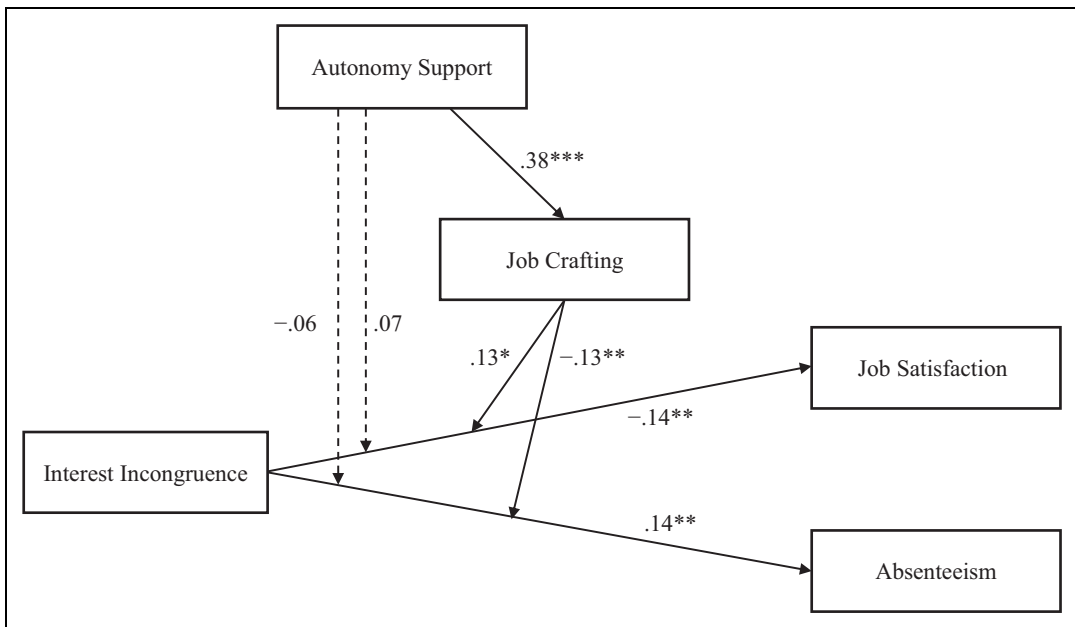 Autonomy Support
.38***
Job Crafting
−.06
.07
.13*
−.13**
Job Satisfaction
−.14**
Interest Incongruence
.14**
Absenteeism